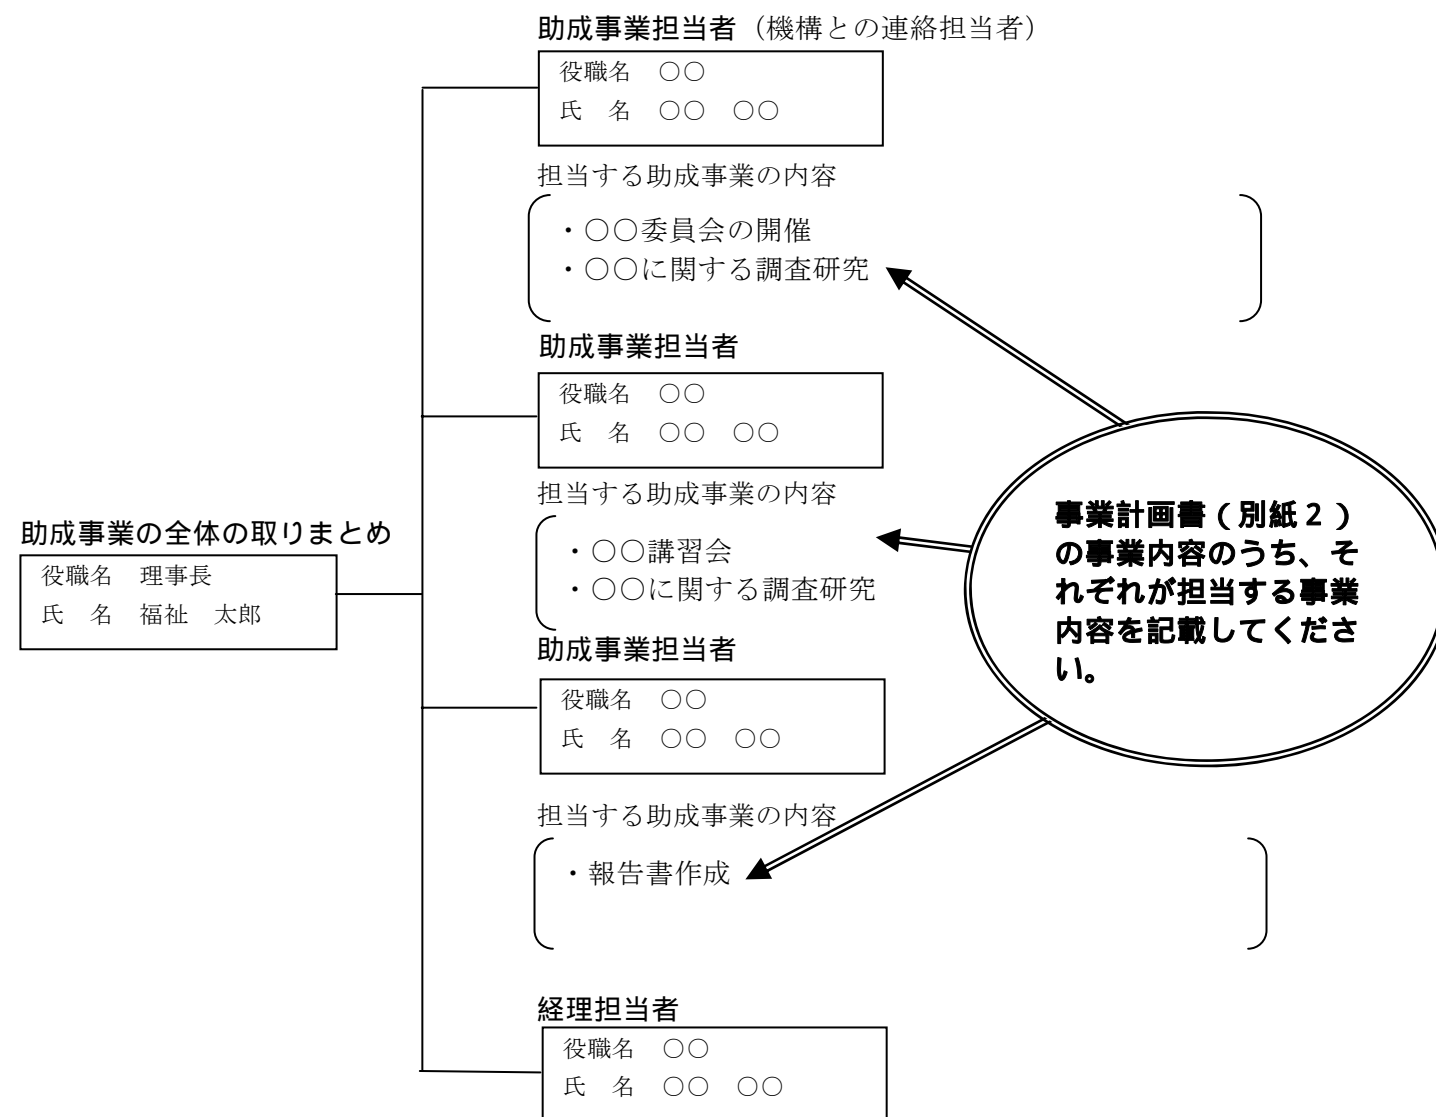 助成事業担当者（機構との連絡担当者）
役職名　○○
氏　名　○○　○○
担当する助成事業の内容
・○○委員会の開催
・○○に関する調査研究
助成事業担当者
役職名　○○
氏　名　○○　○○
担当する助成事業の内容
・○○講習会
・○○に関する調査研究
助成事業の全体の取りまとめ
役職名　理事長
氏　名　福祉　太郎
事業計画書（別紙２）
の事業内容のうち、そ
れぞれが担当する事業
内容を記載してくださ
い。
助成事業担当者
役職名　○○
氏　名　○○　○○
担当する助成事業の内容
・報告書作成
経理担当者
役職名　○○
氏　名　○○　○○